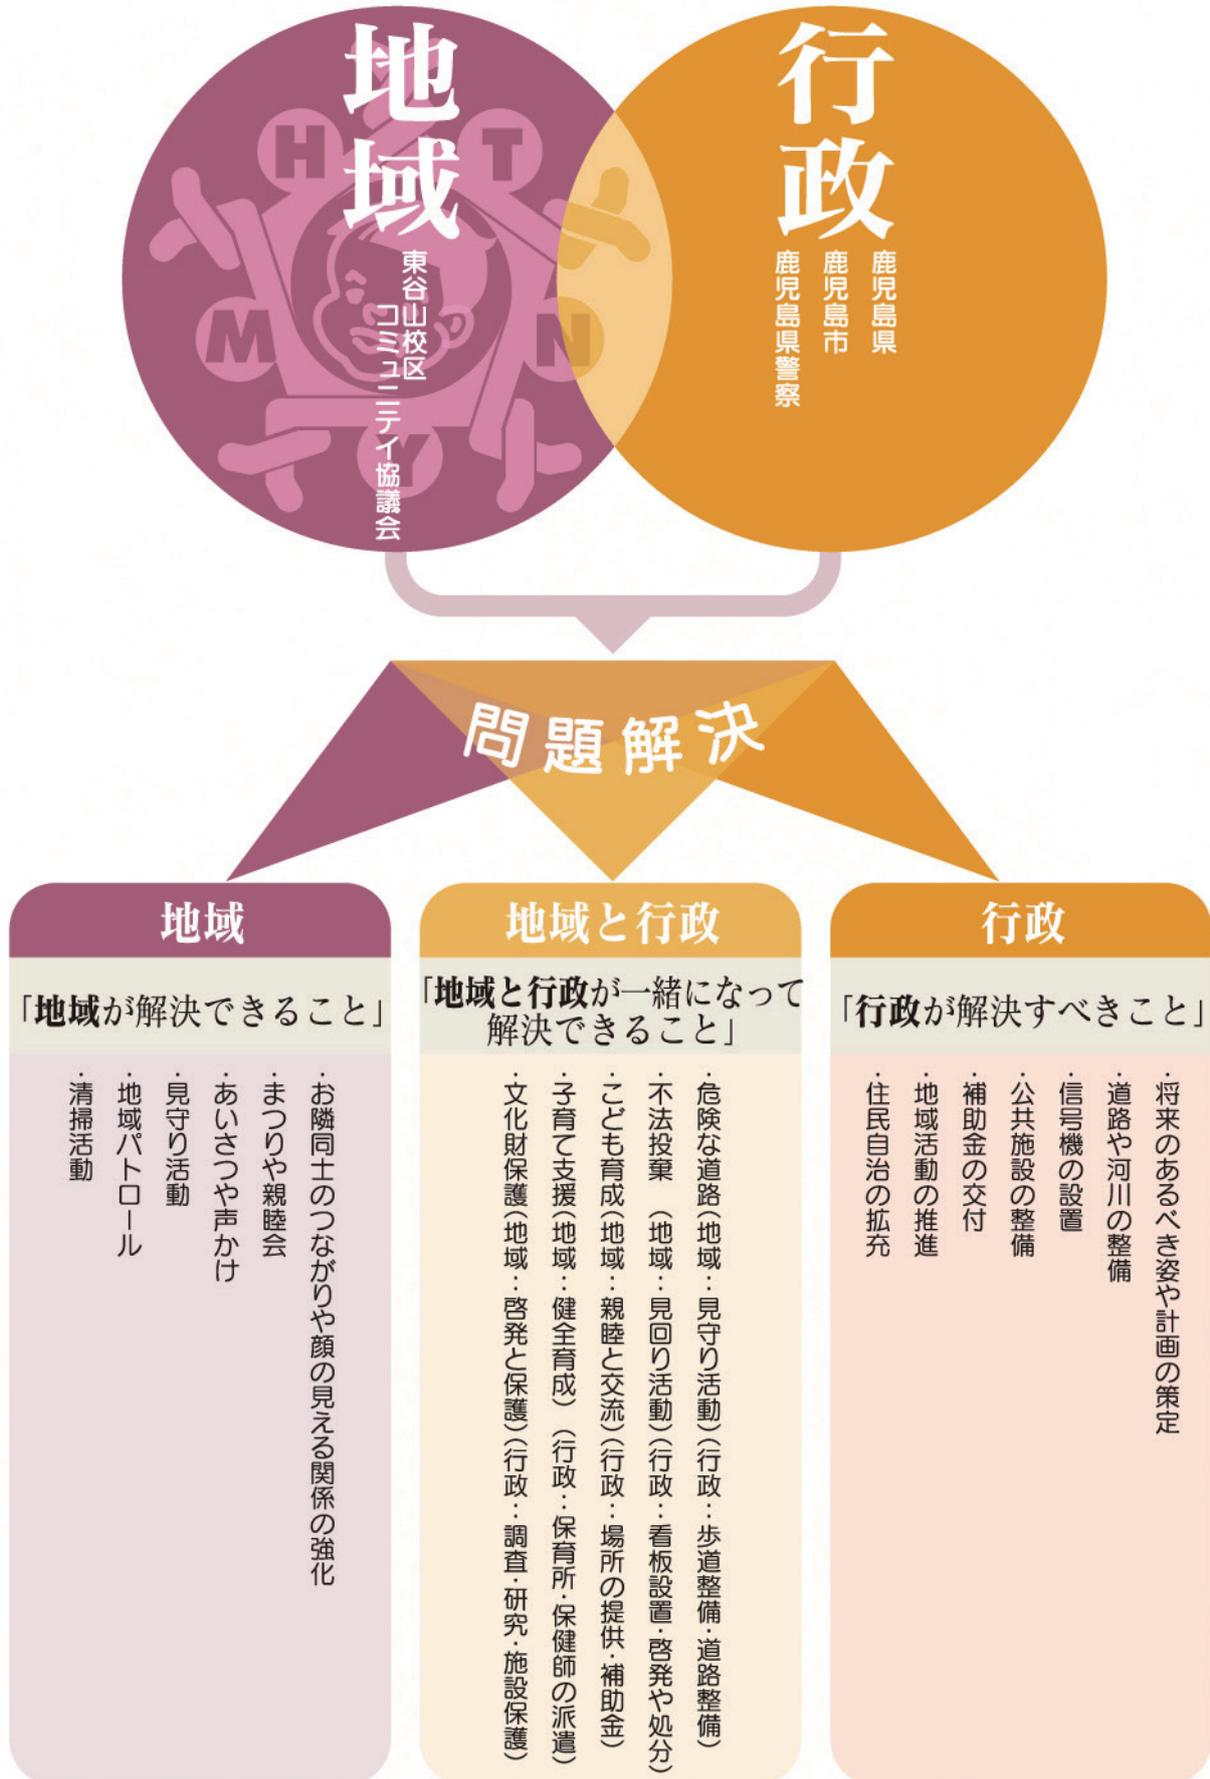 地域
東谷山校区
コミュニティ協議会
H
T
M
N
Y
行政
鹿児島県
鹿児島市
鹿児島県警察
問題解決
地域
「地域が解決できること」
・お隣同士のつながりや顔の見える関係の強化
・まつりや親睦会
・あいさつや声かけ
・見守り活動
・地域パトロール
・清掃活動
地域と行政
「地域と行政が一緒になって
解決できること」
・危険な道路(地域：見守り活動)(行政：歩道整備・道路整備)
・不法投棄　(地域：見回り活動)(行政：看板設置・啓発や処分)
・こども育成(地域：親睦と交流)(行政：場所の提供・補助金)
・子育て支援(地域：健全育成)　(行政：保育所・保健師の派遣)
・文化財保護(地域：啓発と保護)(行政：調査・研究・施設保護)
行政
「行政が解決すべきこと」
・将来のあるべき姿や計画の策定
・道路や河川の整備
・信号機の設置
・公共施設の整備
・補助金の交付
・地域活動の推進
・住民自治の拡充